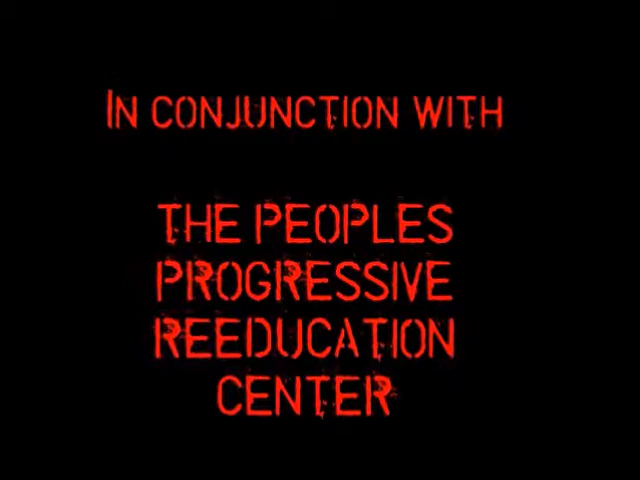 IN CONJUNCTION WITH
THE PEOPLES
PROGRESSIVE
REEDUCATION
CENTER